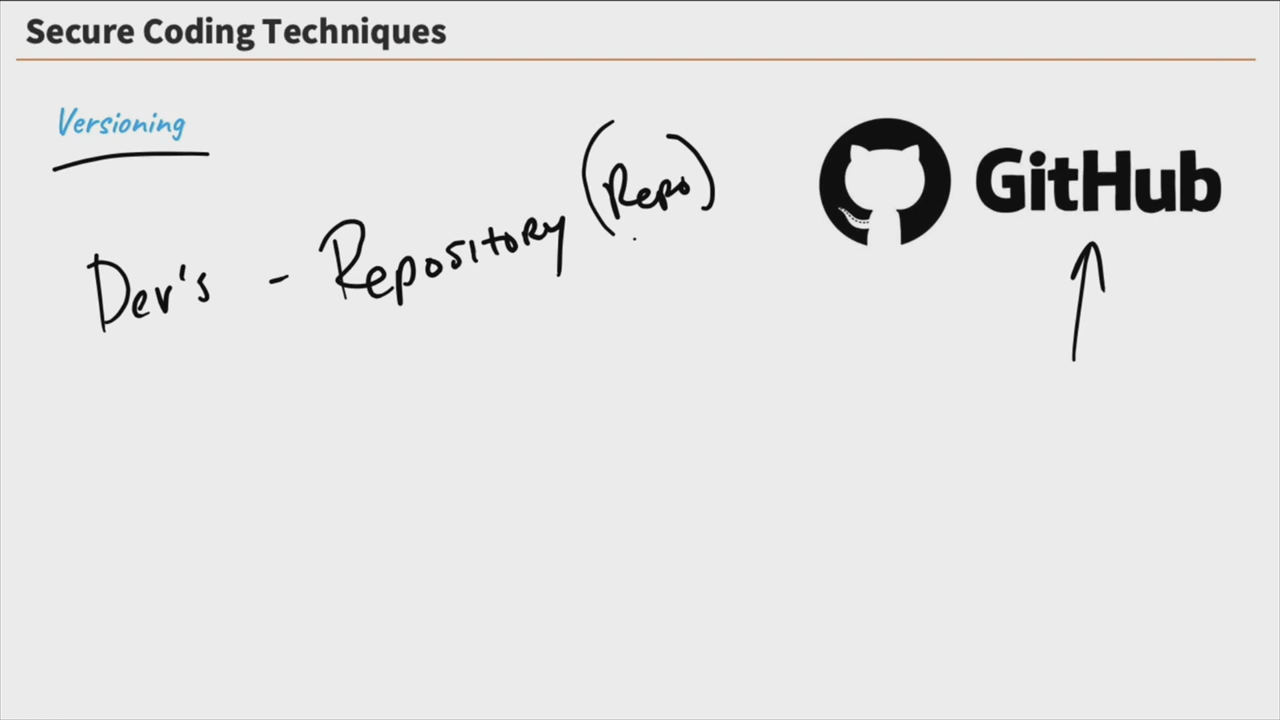 Secure Coding Techniques
Versioning
Dev's - Repository (Repo)
GitHub